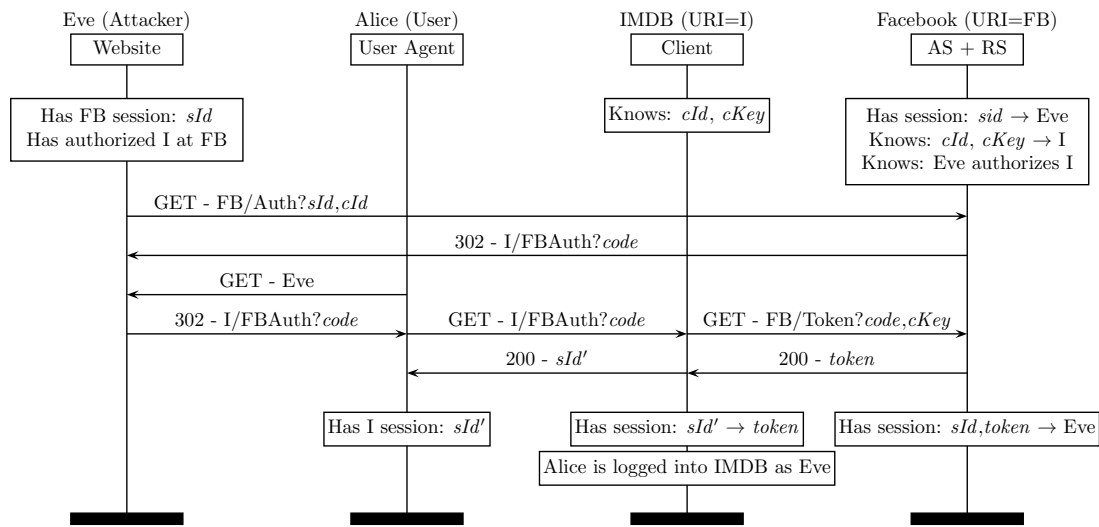 Eve (Attacker)
Alice (User)
IMDB (URI=I)
Facebook (URI=FB)
Website
User Agent
Client
AS + RS
Has FB session: sId
Has authorized I at FB
Knows: cId, cKey
Has session: sid → Eve
Knows: cId, cKey → I
Knows: Eve authorizes I
GET - FB/Auth?sId,cId
302 - I/FBAuth?code
GET - Eve
302 - I/FBAuth?code
GET - I/FBAuth?code
GET - FB/Token?code,cKey
200 - sId′
200 - token
Has I session: sId′
Has session: sId′ → token
Has session: sId,token → Eve
Alice is logged into IMDB as Eve